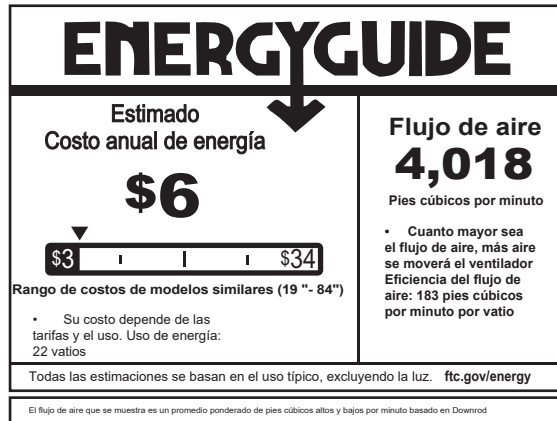 ENERGYGUIDE
Estimado
Costo anual de energía
$6
$3
$34
Rango de costos de modelos similares (19 "- 84")
• Su costo depende de las
tarifas y el uso. Uso de energía:
22 vatios
Flujo de aire
4,018
Pies cúbicos por minuto
• Cuanto mayor sea
el flujo de aire, más aire
se moverá el ventilador
Eficiencia del flujo de
aire: 183 pies cúbicos
por minuto por vatio
Todas las estimaciones se basan en el uso típico, excluyendo la luz. ftc.gov/energy
El flujo de aire que se muestra es un promedio ponderado de pies cúbicos altos y bajos por minuto basado en Downrod